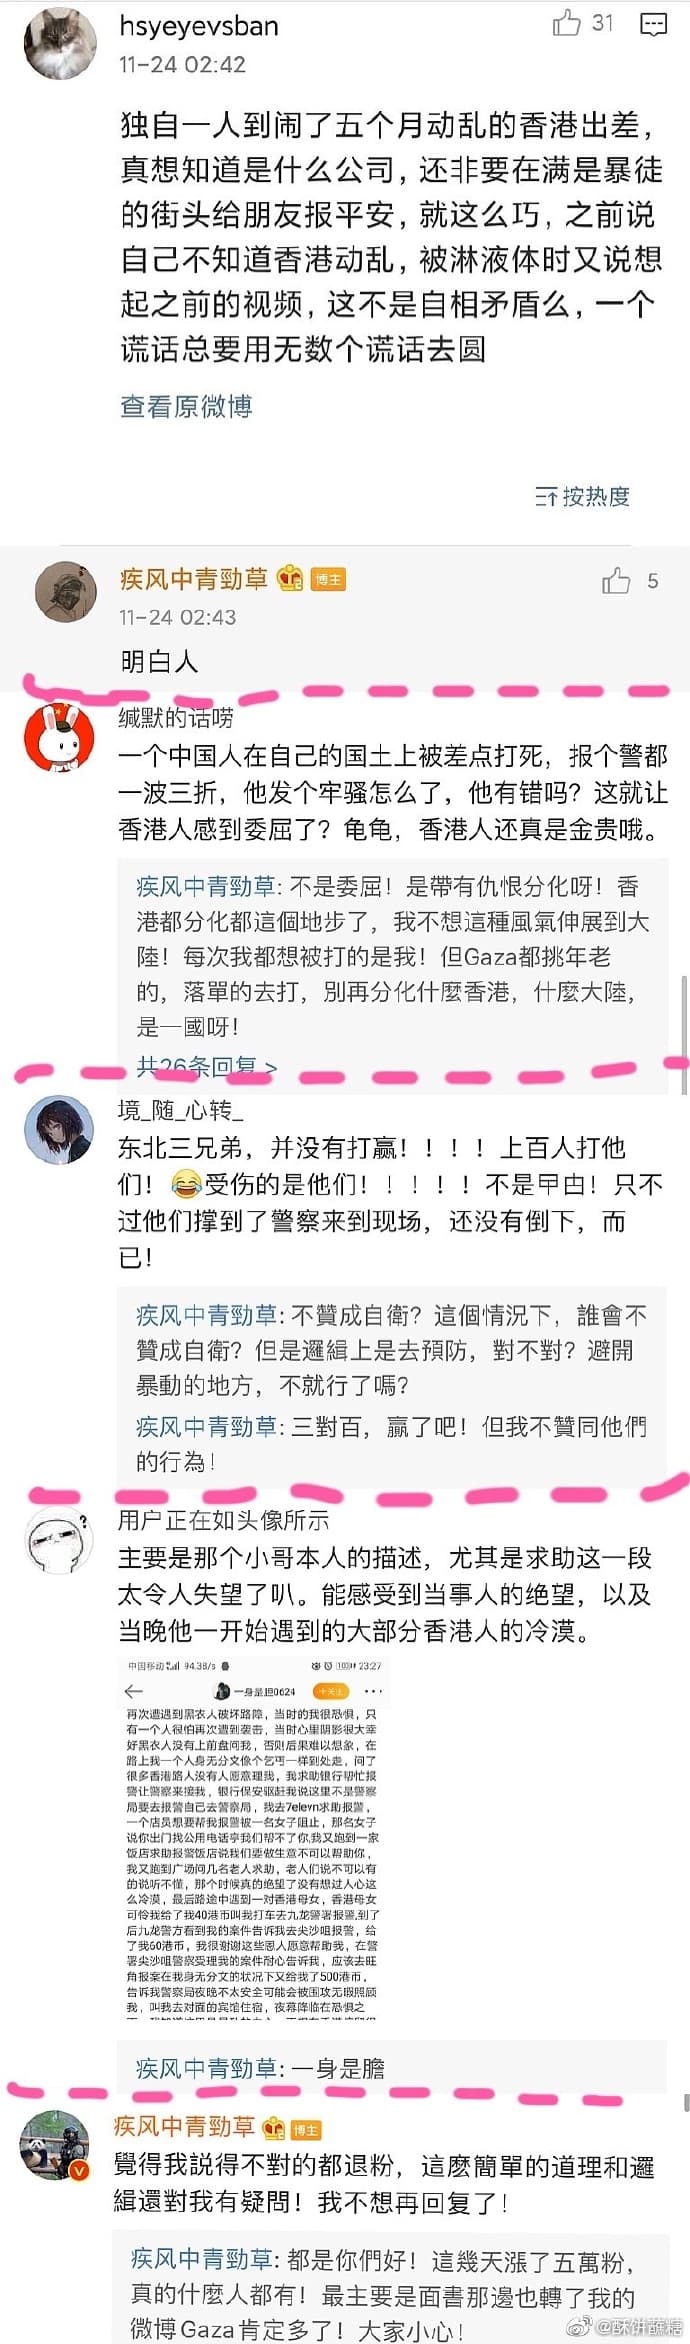 hsyeyevsban
31
11-24 02:42
独自一人到闹了五个月动乱的香港出差，
真想知道是什么公司，还非要在满是暴徒
的街头给朋友报平安，就这么巧，之前说
自己不知道香港动乱，被淋液体时又说想
起之前的视频，这不是自相矛盾么，一个
谎话总要用无数个谎话去圆
查看原微博
按热度
疾风中青勁草 博主
5
11-24 02:43
明白人
缄默的话唠
一个中国人在自己的国土上被差点打死，报个警都
一波三折，他发个牢骚怎么了，他有错吗？这就让
香港人感到委屈了？龟龟，香港人还真是金贵哦。
疾风中青勁草: 不是委屈！是帶有仇恨分化呀！香
港都分化都這個地步了，我不想這種風氣伸展到大
陸！每次我都想被打的是我！但Gaza都挑年老
的，落單的去打，別再分化什麼香港，什麼大陸，
是一國呀！
共26条回复 >
境_随_心转_
东北三兄弟，并没有打赢！！！！上百人打他
们！😂受伤的是他们！！！！！不是曱甴！只不
过他们撑到了警察来到现场，还没有倒下，而
已！
疾风中青勁草: 不贊成自衛？這個情況下，誰會不
贊成自衛？但是邏緝上是去預防，對不對？避開
暴動的地方，不就行了嗎？
疾风中青勁草: 三對百，贏了吧！但我不贊同他們
的行為！
用户正在如头像所示
主要是那个小哥本人的描述，尤其是求助这一段
太令人失望了叭。能感受到当事人的绝望，以及
当晚他一开始遇到的大部分香港人的冷漠。
中国移动 94.3B/s 100 23:27
一身是胆0624 +关注
再次遭遇到黑衣人破坏路障，当时的我很恐惧，只
有一个人很怕再次遭到袭击，当时心里阴影很大幸
好黑衣人没有上前盘问我，否则后果难以想象，在
路上我一个人身无分文像个乞丐一样到处走，问了
很多香港路人没有人愿意理我，我求助银行帮忙报
警让警察来接我，银行保安驱赶我说这里不是警察
局要去报警自己去警察局，我去7elevn求助报警，
一个店员想要帮我报警被一名女子阻止，那名女子
说你出门找公用电话亭我们帮不了你,我又跑到一家
饭店求助报警饭店说我们要做生意不可以帮助你，
我又跑到广场问几名老人求助，老人们说不可以有
的说听不懂，那个时候真的绝望了没有想过人心这
么冷漠，最后路途中遇到一对香港母女，香港母女
可怜我给了我40港币叫我打车去九龙警署报警,到了
后九龙警方看到我的案件告诉我去尖沙咀报警，给
了我60港币，我很谢谢这些恩人愿意帮助我，在警
署尖沙咀警察受理我的案件耐心告诉我，应该去旺
角报案在我身无分文的状况下又给我了500港币，
告诉我警察局夜晚不太安全可能会被围攻无暇照顾
我，叫我去对面的宾馆住宿，夜幕降临在恐惧之
疾风中青勁草: 一身是膽
疾风中青勁草 博主
覺得我說得不對的都退粉，這麽簡單的道理和邏
緝還對我有疑問！我不想再回复了！
疾风中青勁草: 都是你們好！這幾天漲了五萬粉，
真的什麼人都有！最主要是面書那邊也轉了我的
微博Gaza肯定多了！大家小心！
@酥饼蘸糖